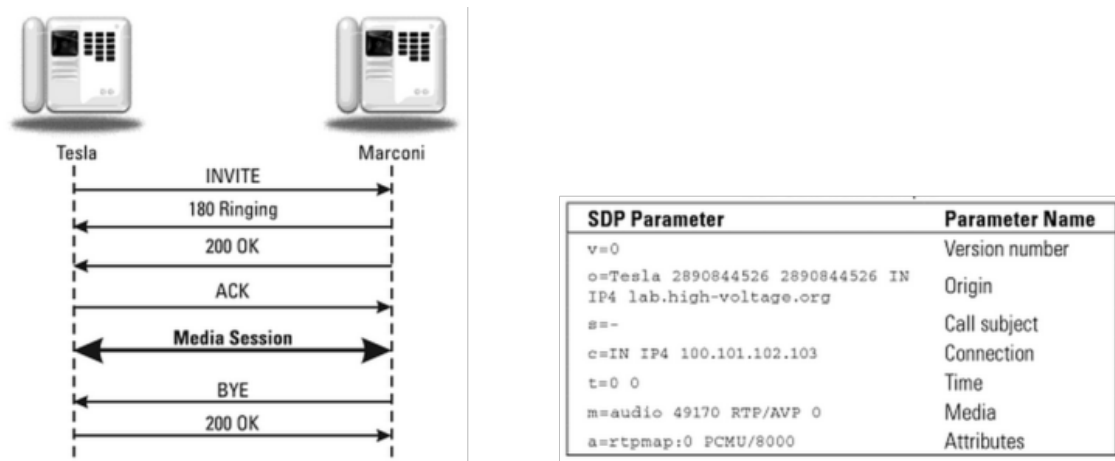 Tesla
Marconi
INVITE
180 Ringing
200 OK
ACK
Media Session
BYE
200 OK
SDP Parameter Parameter Name
v=0 Version number
o=Tesla 2890844526 2890844526 IN
IP4 lab.high-voltage.org Origin
s=- Call subject
c=IN IP4 100.101.102.103 Connection
t=0 0 Time
m=audio 49170 RTP/AVP 0 Media
a=rtpmap:0 PCMU/8000 Attributes